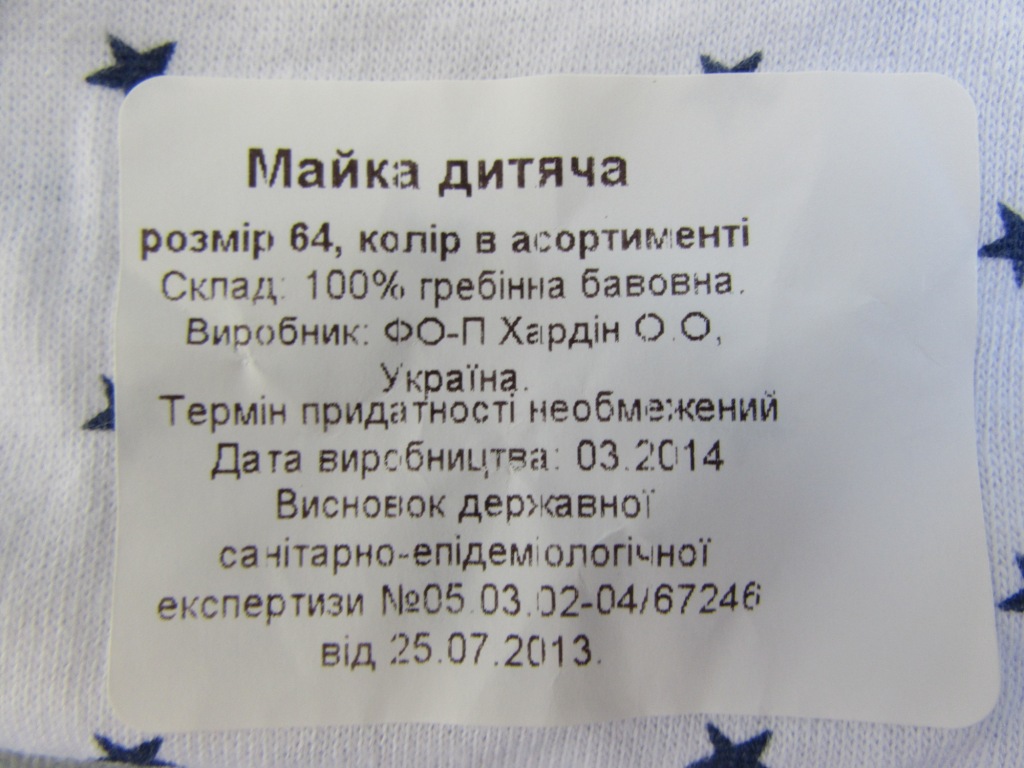 Майка дитяча
розмір 64, колір в асортименті
Склад: 100% гребінна бавовна.
Виробник: ФО-П Хардін О.О,
Україна.
Термін придатності необмежений
Дата виробництва: 03.2014
Висновок державної
санітарно-епідеміологічної
експертизи №05.03.02-04/67246
від 25.07.2013.